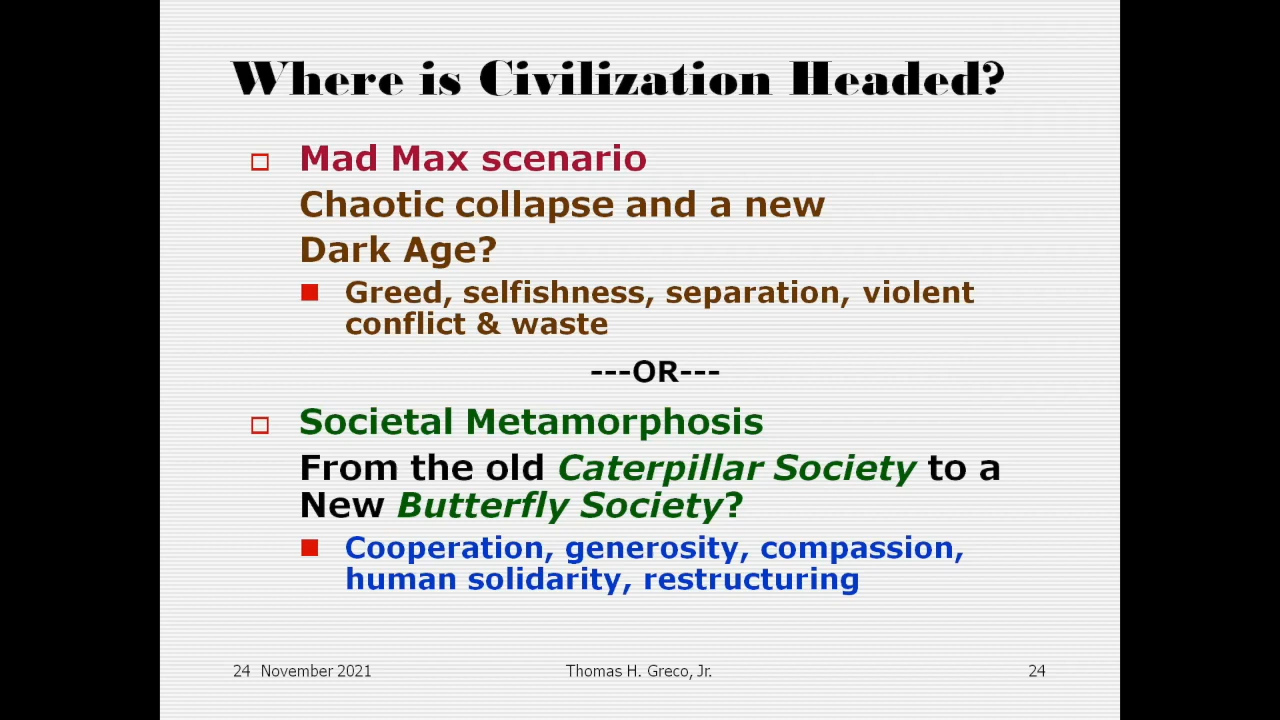 Where is Civilization Headed?
Mad Max scenario
Chaotic collapse and a new
Dark Age?
Greed, selfishness, separation, violent
conflict & waste
---OR---
Societal Metamorphosis
From the old Caterpillar Society to a
New Butterfly Society?
Cooperation, generosity, compassion,
human solidarity, restructuring
24 November 2021 Thomas H. Greco, Jr. 24